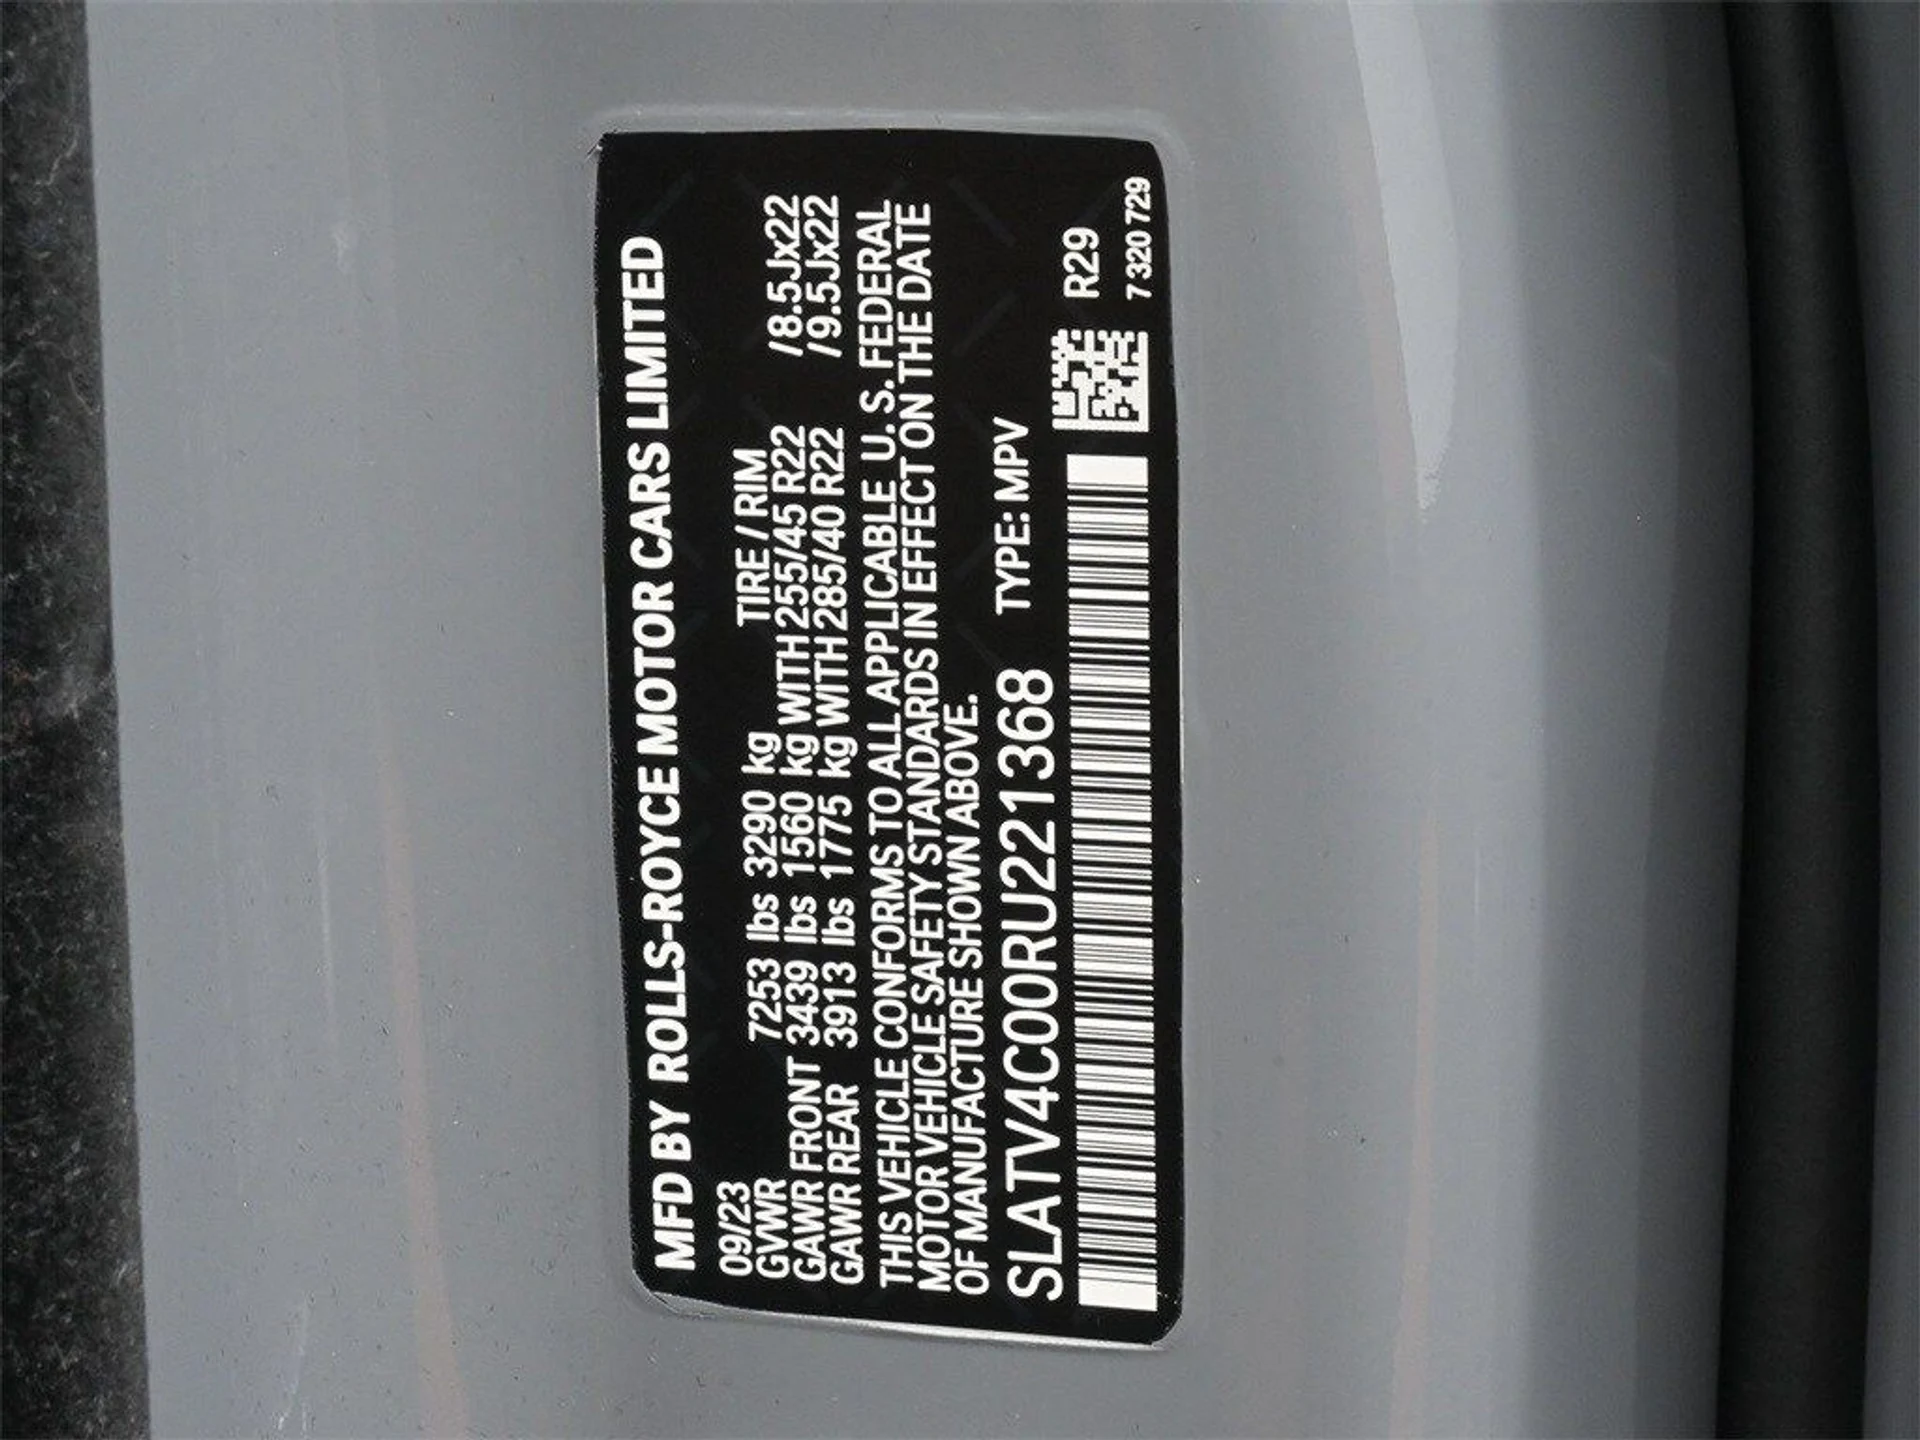 MFD BY ROLLS-ROYCE MOTOR CARS LIMITED
09/23
GVWR 7253 lbs 3290 kg TIRE / RIM
GAWR FRONT 3439 lbs 1560 kg WITH 255/45 R22 /8.5Jx22
GAWR REAR 3913 lbs 1775 kg WITH 285/40 R22 /9.5Jx22
THIS VEHICLE CONFORMS TO ALL APPLICABLE U.S. FEDERAL
MOTOR VEHICLE SAFETY STANDARDS IN EFFECT ON THE DATE
OF MANUFACTURE SHOWN ABOVE.
SLATV4C00RU221368 TYPE: MPV
R29
7 320 729